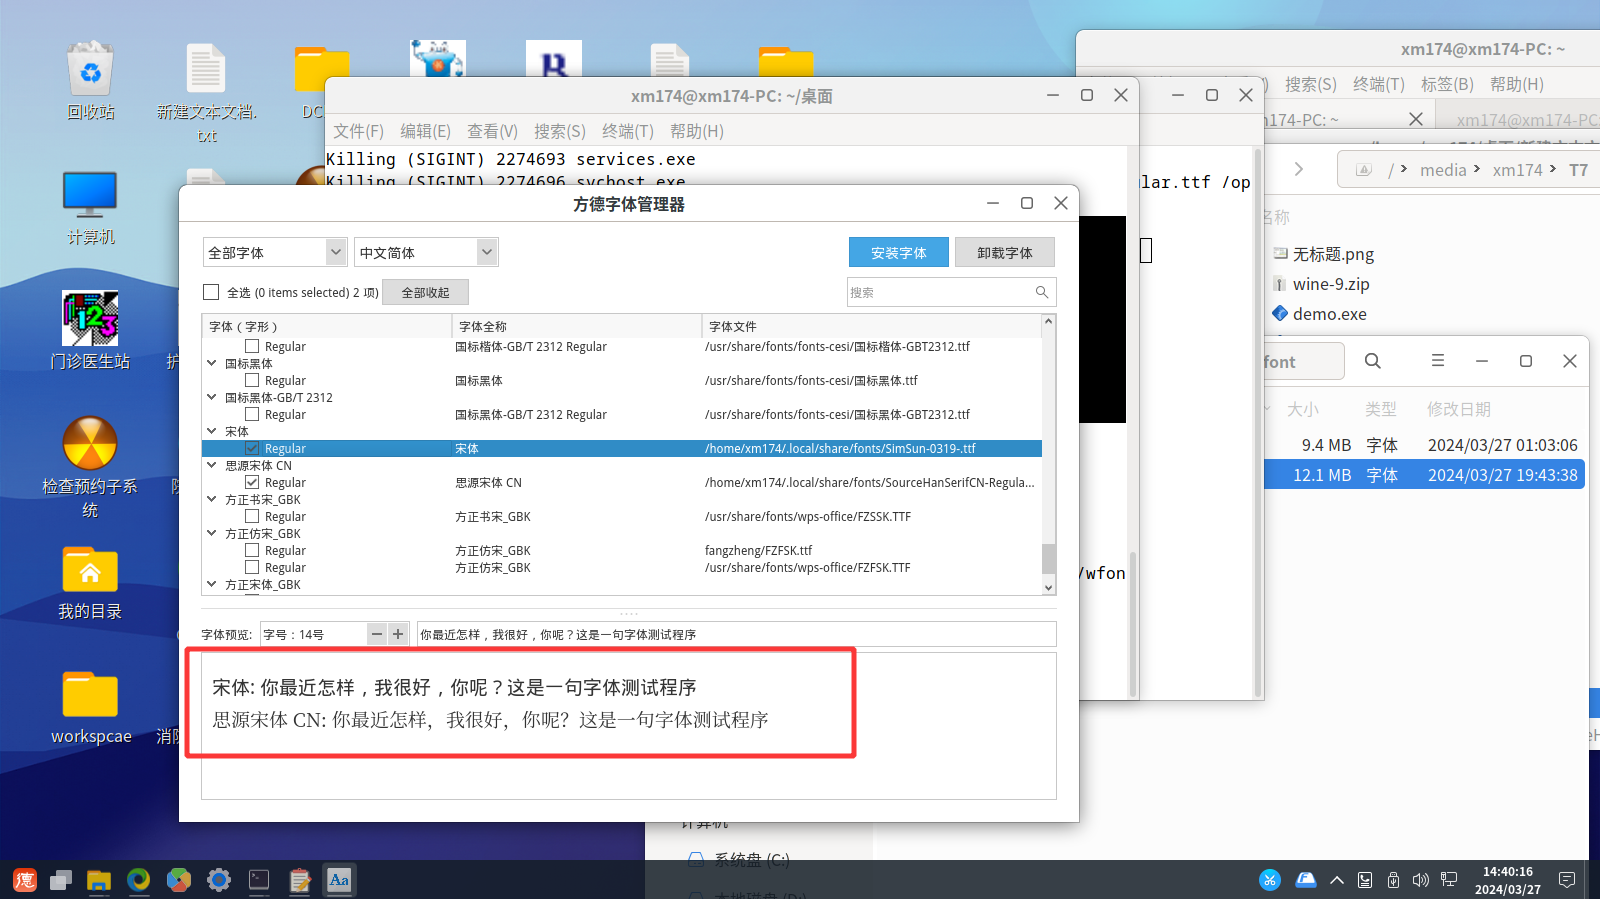 回收站
新建文本文档.
txt
计算机
门诊医生站
检查预约子系
统
我的目录
workspcae
xm174@xm174-PC: ~
搜索(S) 终端(T) 标签(B) 帮助(H)
xm174@xm174-PC: ~/桌面
文件(F) 编辑(E) 查看(V) 搜索(S) 终端(T) 帮助(H)
Killing (SIGINT) 2274693 services.exe
Killing (SIGINT) 2274696 svchost.exe
lar.ttf /op
/wfon
/ media xm174 T7
名称
无标题.png
wine-9.zip
demo.exe
font
大小 类型 修改日期
9.4 MB 字体 2024/03/27 01:03:06
12.1 MB 字体 2024/03/27 19:43:38
方德字体管理器
全部字体 中文简体 安装字体 卸载字体
全选 (0 items selected) 2 项) 全部收起 搜索
字体（字形） 字体全称 字体文件
Regular 国标楷体-GB/T 2312 Regular /usr/share/fonts/fonts-cesi/国标楷体-GBT2312.ttf
国标黑体
Regular 国标黑体 /usr/share/fonts/fonts-cesi/国标黑体.ttf
国标黑体-GB/T 2312
Regular 国标黑体-GB/T 2312 Regular /usr/share/fonts/fonts-cesi/国标黑体-GBT2312.ttf
宋体
Regular 宋体 /home/xm174/.local/share/fonts/SimSun-0319-.ttf
思源宋体 CN
Regular 思源宋体 CN /home/xm174/.local/share/fonts/SourceHanSerifCN-Regula...
方正书宋_GBK
Regular 方正书宋_GBK /usr/share/fonts/wps-office/FZSSK.TTF
方正仿宋_GBK
Regular 方正仿宋_GBK fangzheng/FZFSK.ttf
Regular 方正仿宋_GBK /usr/share/fonts/wps-office/FZFSK.TTF
方正宋体_GBK
字体预览: 字号：14号 你最近怎样，我很好，你呢？这是一句字体测试程序
宋体: 你最近怎样，我很好，你呢？这是一句字体测试程序
思源宋体 CN: 你最近怎样，我很好，你呢？这是一句字体测试程序
计算机
系统盘 (C:)
德
Aa
14:40:16
2024/03/27